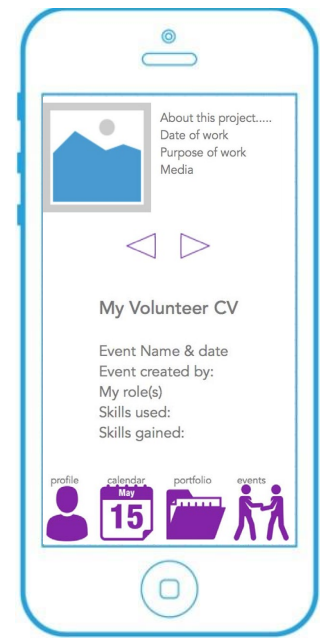 About this project.....
Date of work
Purpose of work
Media
My Volunteer CV
Event Name & date
Event created by:
My role(s)
Skills used:
Skills gained:
profile
calendar
portfolio
events
May
15